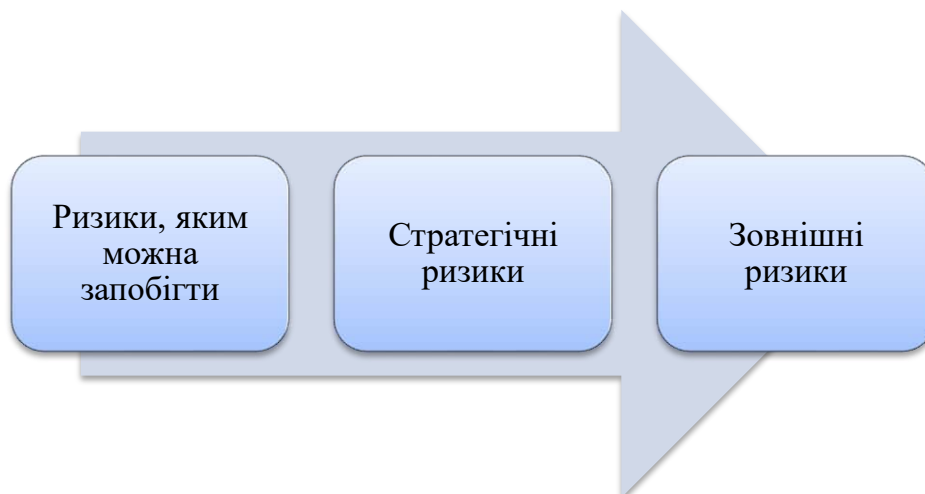 Ризики, яким
можна
запобігти
Стратегічні
ризики
Зовнішні
ризики